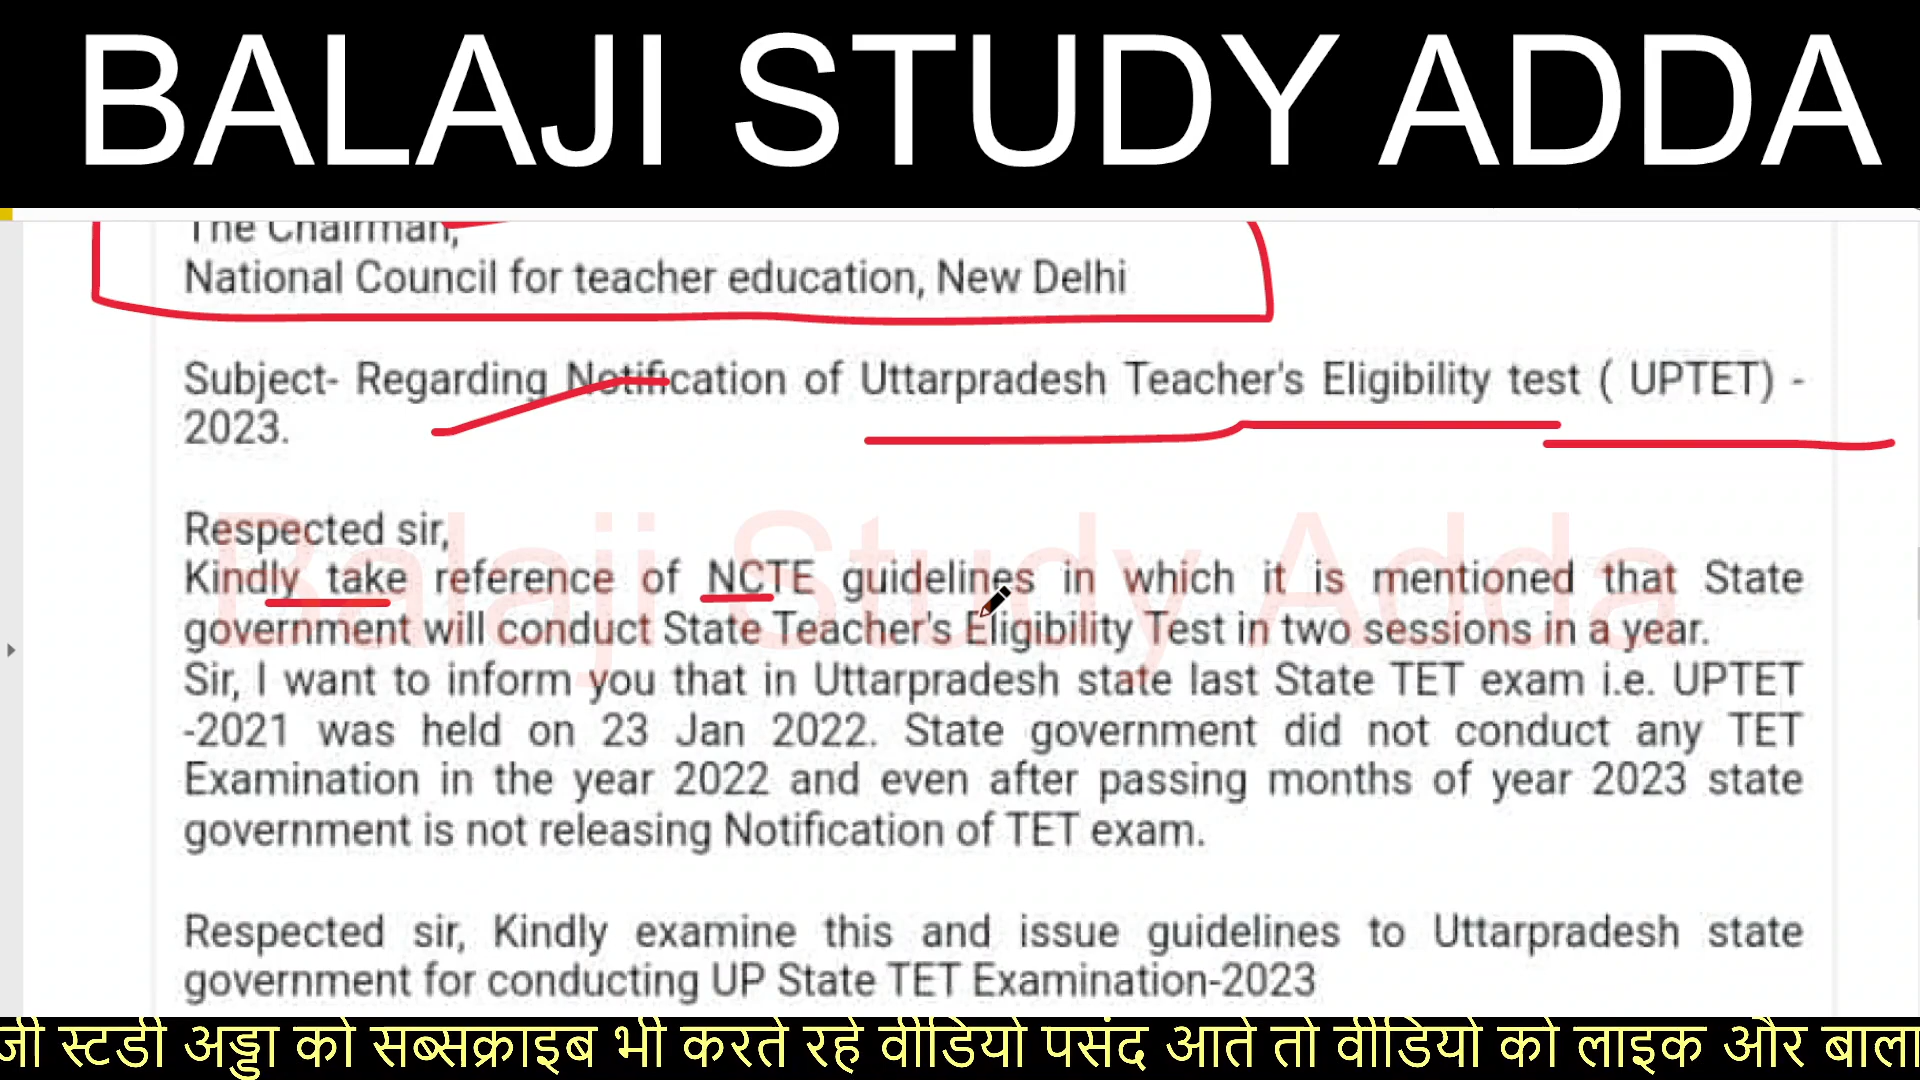 BALAJI STUDY ADDA
The Chairman,
National Council for teacher education, New Delhi
Subject- Regarding Notification of Uttarpradesh Teacher's Eligibility test ( UPTET) -
2023.
Respected sir,
Kindly take reference of NCTE guidelines in which it is mentioned that State
government will conduct State Teacher's Eligibility Test in two sessions in a year.
Sir, I want to inform you that in Uttarpradesh state last State TET exam i.e. UPTET
-2021 was held on 23 Jan 2022. State government did not conduct any TET
Examination in the year 2022 and even after passing months of year 2023 state
government is not releasing Notification of TET exam.
Respected sir, Kindly examine this and issue guidelines to Uttarpradesh state
government for conducting UP State TET Examination-2023
Balaji Study Adda
जी स्टडी अड्डा को सब्सक्राइब भी करते रहे वीडियो पसंद आते तो वीडियो को लाइक और बाला